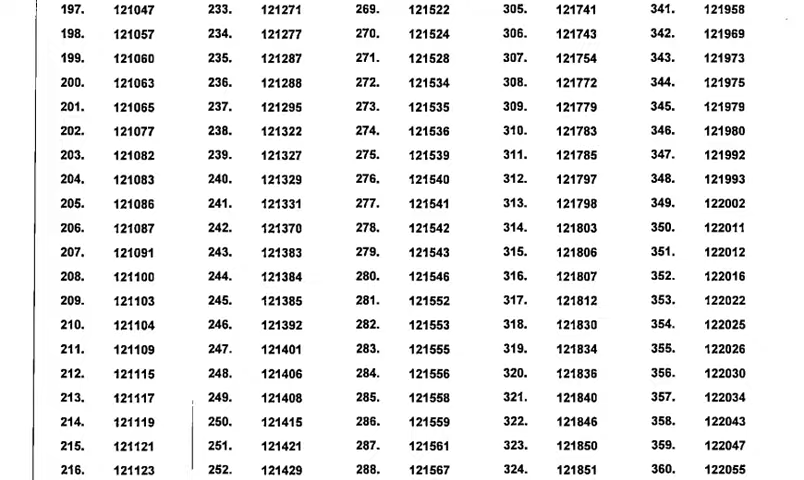 197. 121047 233. 121271 269. 121522 305. 121741 341. 121958
198. 121057 234. 121277 270. 121524 306. 121743 342. 121969
199. 121060 235. 121287 271. 121528 307. 121754 343. 121973
200. 121063 236. 121288 272. 121534 308. 121772 344. 121975
201. 121065 237. 121295 273. 121535 309. 121779 345. 121979
202. 121077 238. 121322 274. 121536 310. 121783 346. 121980
203. 121082 239. 121327 275. 121539 311. 121785 347. 121992
204. 121083 240. 121329 276. 121540 312. 121797 348. 121993
205. 121086 241. 121331 277. 121541 313. 121798 349. 122002
206. 121087 242. 121370 278. 121542 314. 121803 350. 122011
207. 121091 243. 121383 279. 121543 315. 121806 351. 122012
208. 121100 244. 121384 280. 121546 316. 121807 352. 122016
209. 121103 245. 121385 281. 121552 317. 121812 353. 122022
210. 121104 246. 121392 282. 121553 318. 121830 354. 122025
211. 121109 247. 121401 283. 121555 319. 121834 355. 122026
212. 121115 248. 121406 284. 121556 320. 121836 356. 122030
213. 121117 249. 121408 285. 121558 321. 121840 357. 122034
214. 121119 250. 121415 286. 121559 322. 121846 358. 122043
215. 121121 251. 121421 287. 121561 323. 121850 359. 122047
216. 121123 252. 121429 288. 121567 324. 121851 360. 122055